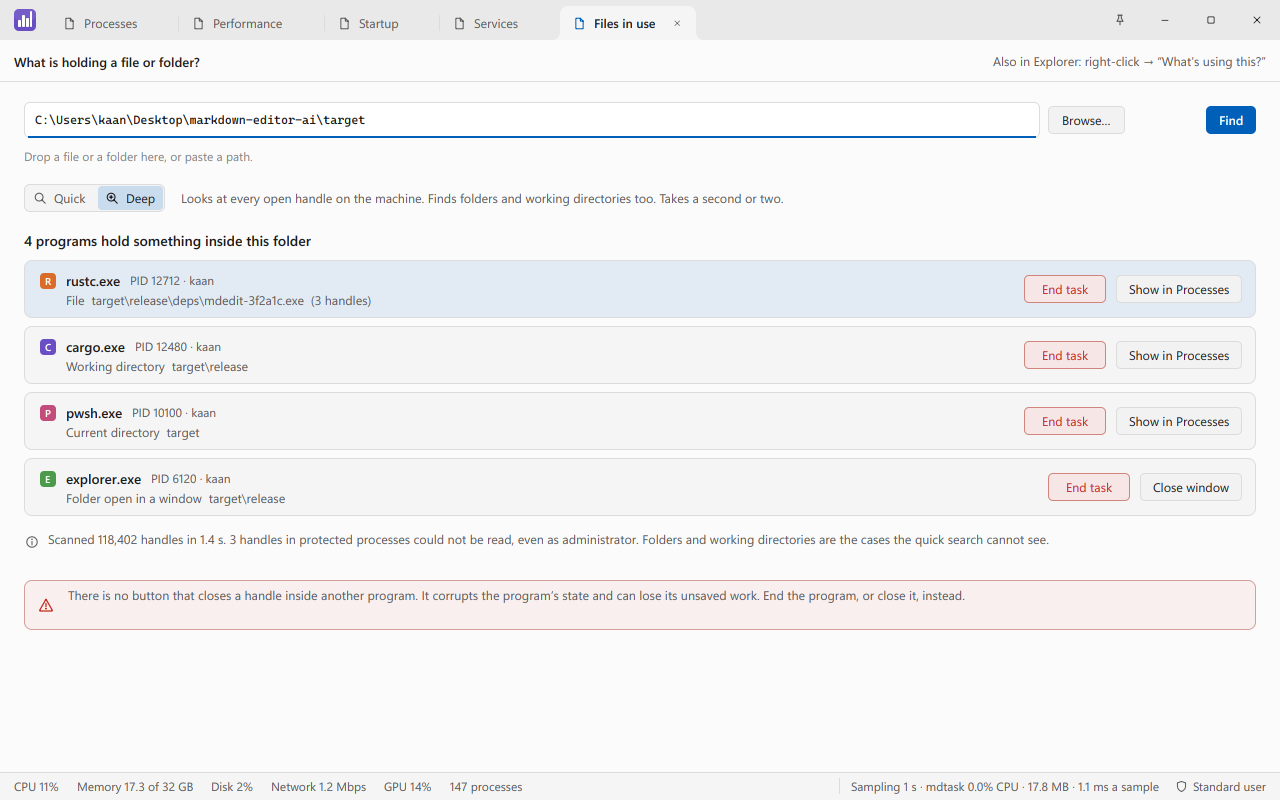 Processes
Performance
Startup
Services
Files in use
What is holding a file or folder?
Also in Explorer: right-click → “What’s using this?”
C:\Users\kaan\Desktop\markdown-editor-ai\target
Browse...
Find
Drop a file or a folder here, or paste a path.
Quick
Deep
Looks at every open handle on the machine. Finds folders and working directories too. Takes a second or two.
4 programs hold something inside this folder
R
rustc.exe PID 12712 · kaan
File target\release\deps\mdedit-3f2a1c.exe (3 handles)
End task
Show in Processes
C
cargo.exe PID 12480 · kaan
Working directory target\release
End task
Show in Processes
P
pwsh.exe PID 10100 · kaan
Current directory target
End task
Show in Processes
E
explorer.exe PID 6120 · kaan
Folder open in a window target\release
End task
Close window
Scanned 118,402 handles in 1.4 s. 3 handles in protected processes could not be read, even as administrator. Folders and working directories are the cases the quick search cannot see.
There is no button that closes a handle inside another program. It corrupts the program’s state and can lose its unsaved work. End the program, or close it, instead.
CPU 11% Memory 17.3 of 32 GB Disk 2% Network 1.2 Mbps GPU 14% 147 processes
Sampling 1 s · mdtask 0.0% CPU · 17.8 MB · 1.1 ms a sample
Standard user